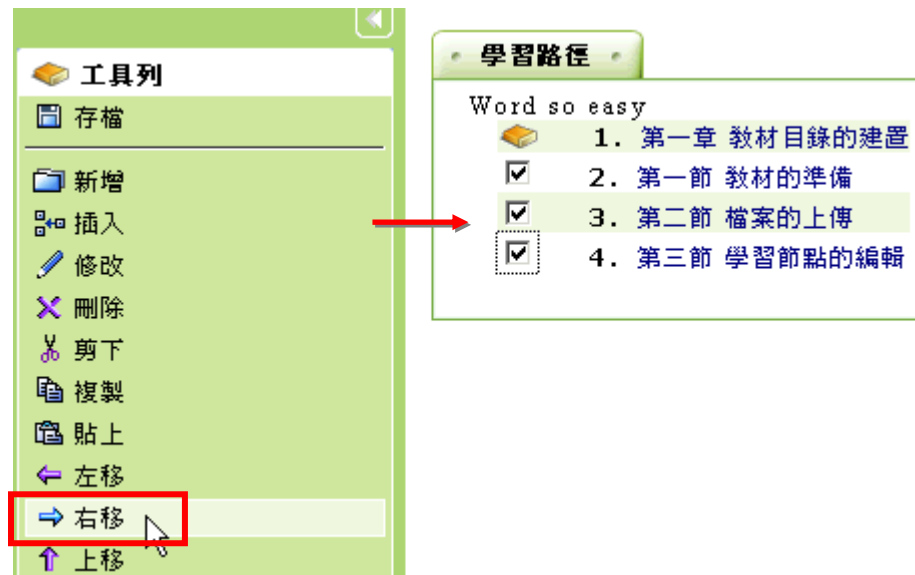 工具列
存檔
新增
插入
修改
刪除
剪下
複製
貼上
左移
右移
上移
學習路徑
Word so easy
1. 第一章 教材目錄的建置
2. 第一節 教材的準備
3. 第二節 檔案的上傳
4. 第三節 學習節點的編輯